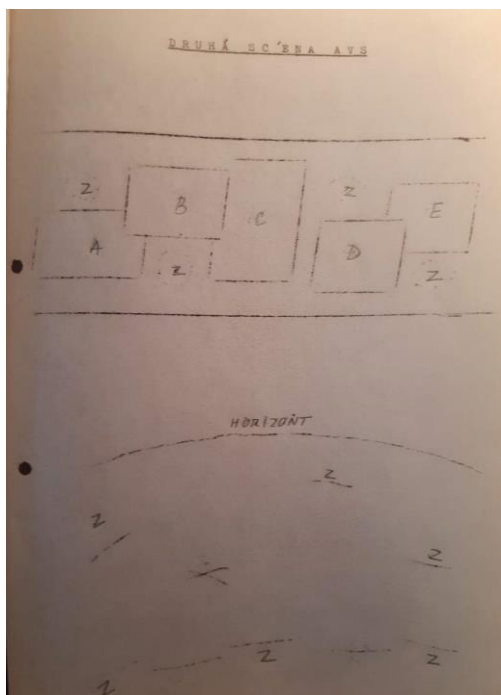 DRUHÁ SCÉNA AVS
Z B Z E
A Z C D Z
HORIZONT
Z
Z
Z
Z Z Z